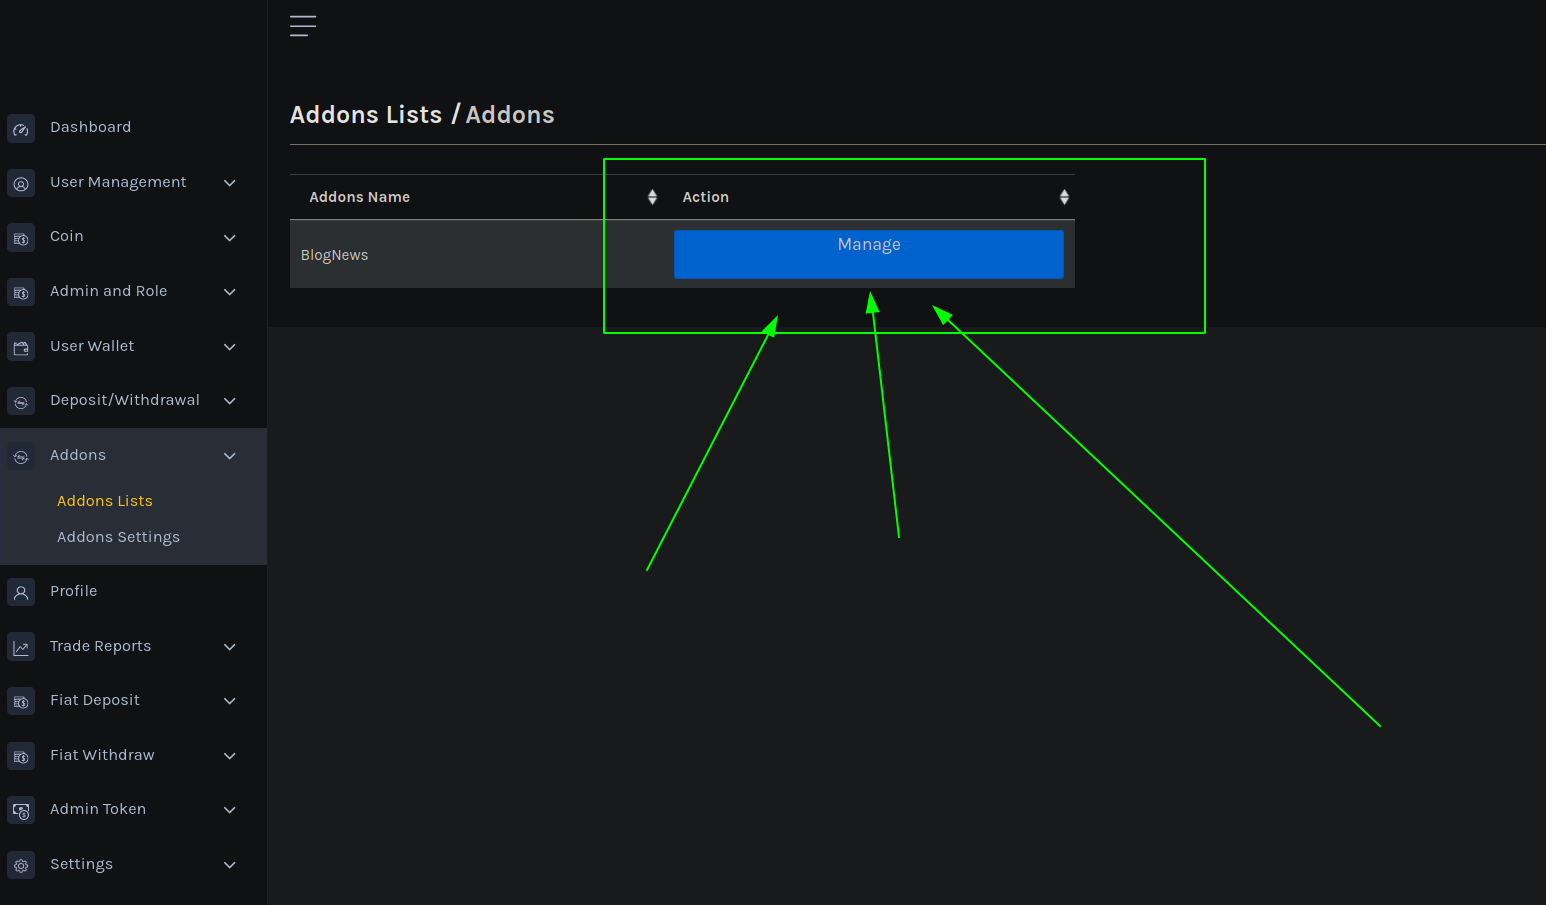 Dashboard
User Management
Coin
Admin and Role
User Wallet
Deposit/Withdrawal
Addons
Addons Lists
Addons Settings
Profile
Trade Reports
Fiat Deposit
Fiat Withdraw
Admin Token
Settings
Addons Lists / Addons
Addons Name Action
BlogNews Manage